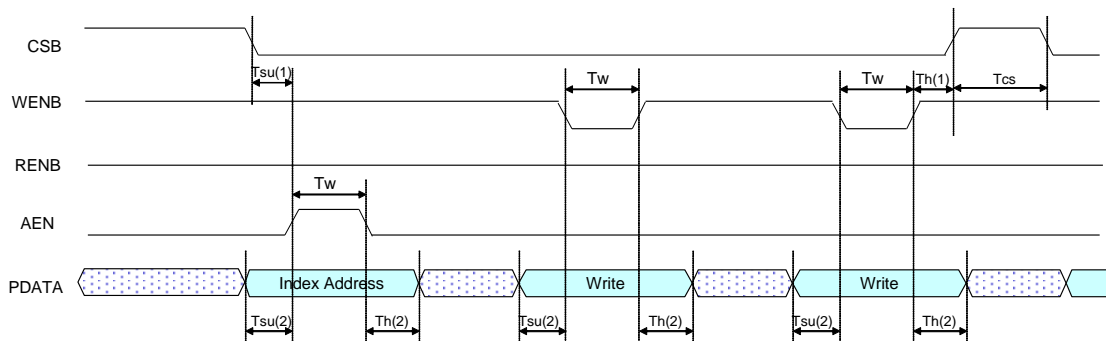 CSB
Tsu(1)
Tw
Tw
Th(1)
Tcs
WENB
RENB
Tw
AEN
PDATA
Index Address
Write
Write
Tsu(2)
Th(2)
Tsu(2)
Th(2)
Tsu(2)
Th(2)